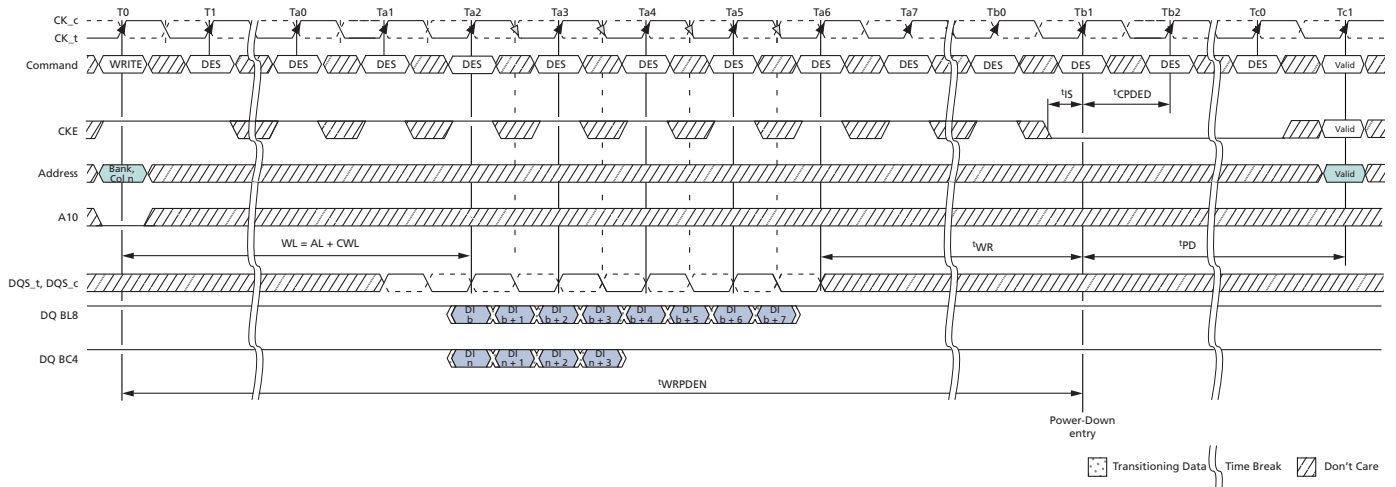 T0 T1 Ta0 Ta1 Ta2 Ta3 Ta4 Ta5 Ta6 Ta7 Tb0 Tb1 Tb2 Tc0 Tc1
CK_c
CK_t
Command WRITE DES DES DES DES DES DES DES DES DES DES DES DES DES Valid
tIS tCPDED
CKE Valid
Address Bank, Col n Valid
A10
WL = AL + CWL tWR tPD
DQS_t, DQS_c
DQ BL8 DI b DI b + 1 DI b + 2 DI b + 3 DI b + 4 DI b + 5 DI b + 6 DI b + 7
DQ BC4 DI n DI n + 1 DI n + 2 DI n + 3
tWRPDEN
Power-Down
entry
Transitioning Data Time Break Don't Care